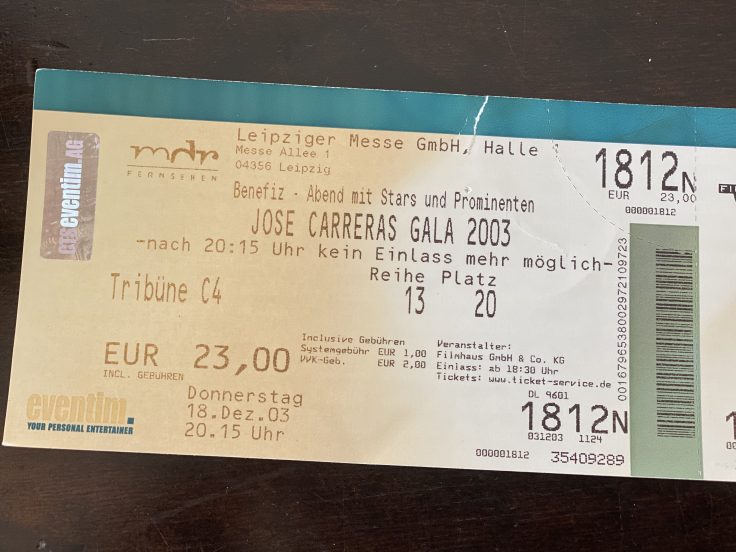 CTS eventim.AG
mdr
FERNSEHEN
Leipziger Messe GmbH, Halle
Messe Allee 1
04356 Leipzig
Benefiz - Abend mit Stars und Prominenten
JOSE CARRERAS GALA 2003
-nach 20:15 Uhr kein Einlass mehr möglich-
Reihe Platz
Tribüne C4
13 20
EUR 23,00
INCL. GEBÜHREN
Inclusive Gebühren
Systemgebühr EUR 1,00
VVK-Geb. EUR 2,00
Veranstalter:
Filmhaus GmbH & Co. KG
Einlass: ab 18:30 Uhr
Tickets: www.ticket-service.de
DL 9601
eventim.
YOUR PERSONAL ENTERTAINER
Donnerstag
18.Dez.03
20.15 Uhr
1812N
031203 1124
000001812 35409289
1812N
EUR 23,00
000001812
001679653800297210 9723